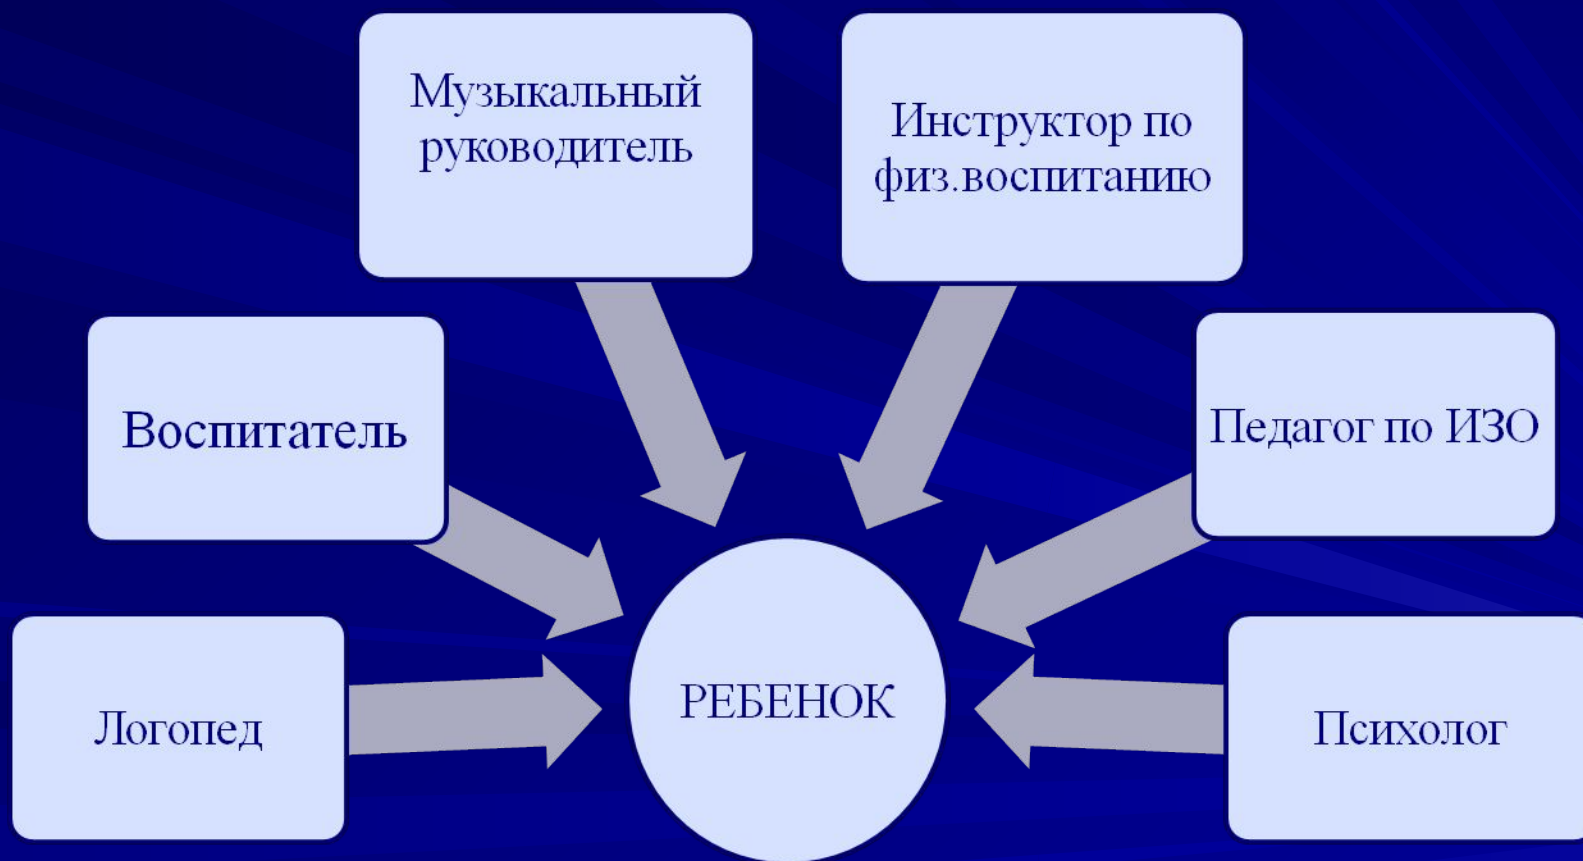 Музыкальный
руководитель
Инструктор по
физ.воспитанию
Воспитатель
Педагог по ИЗО
Логопед
РЕБЕНОК
Психолог